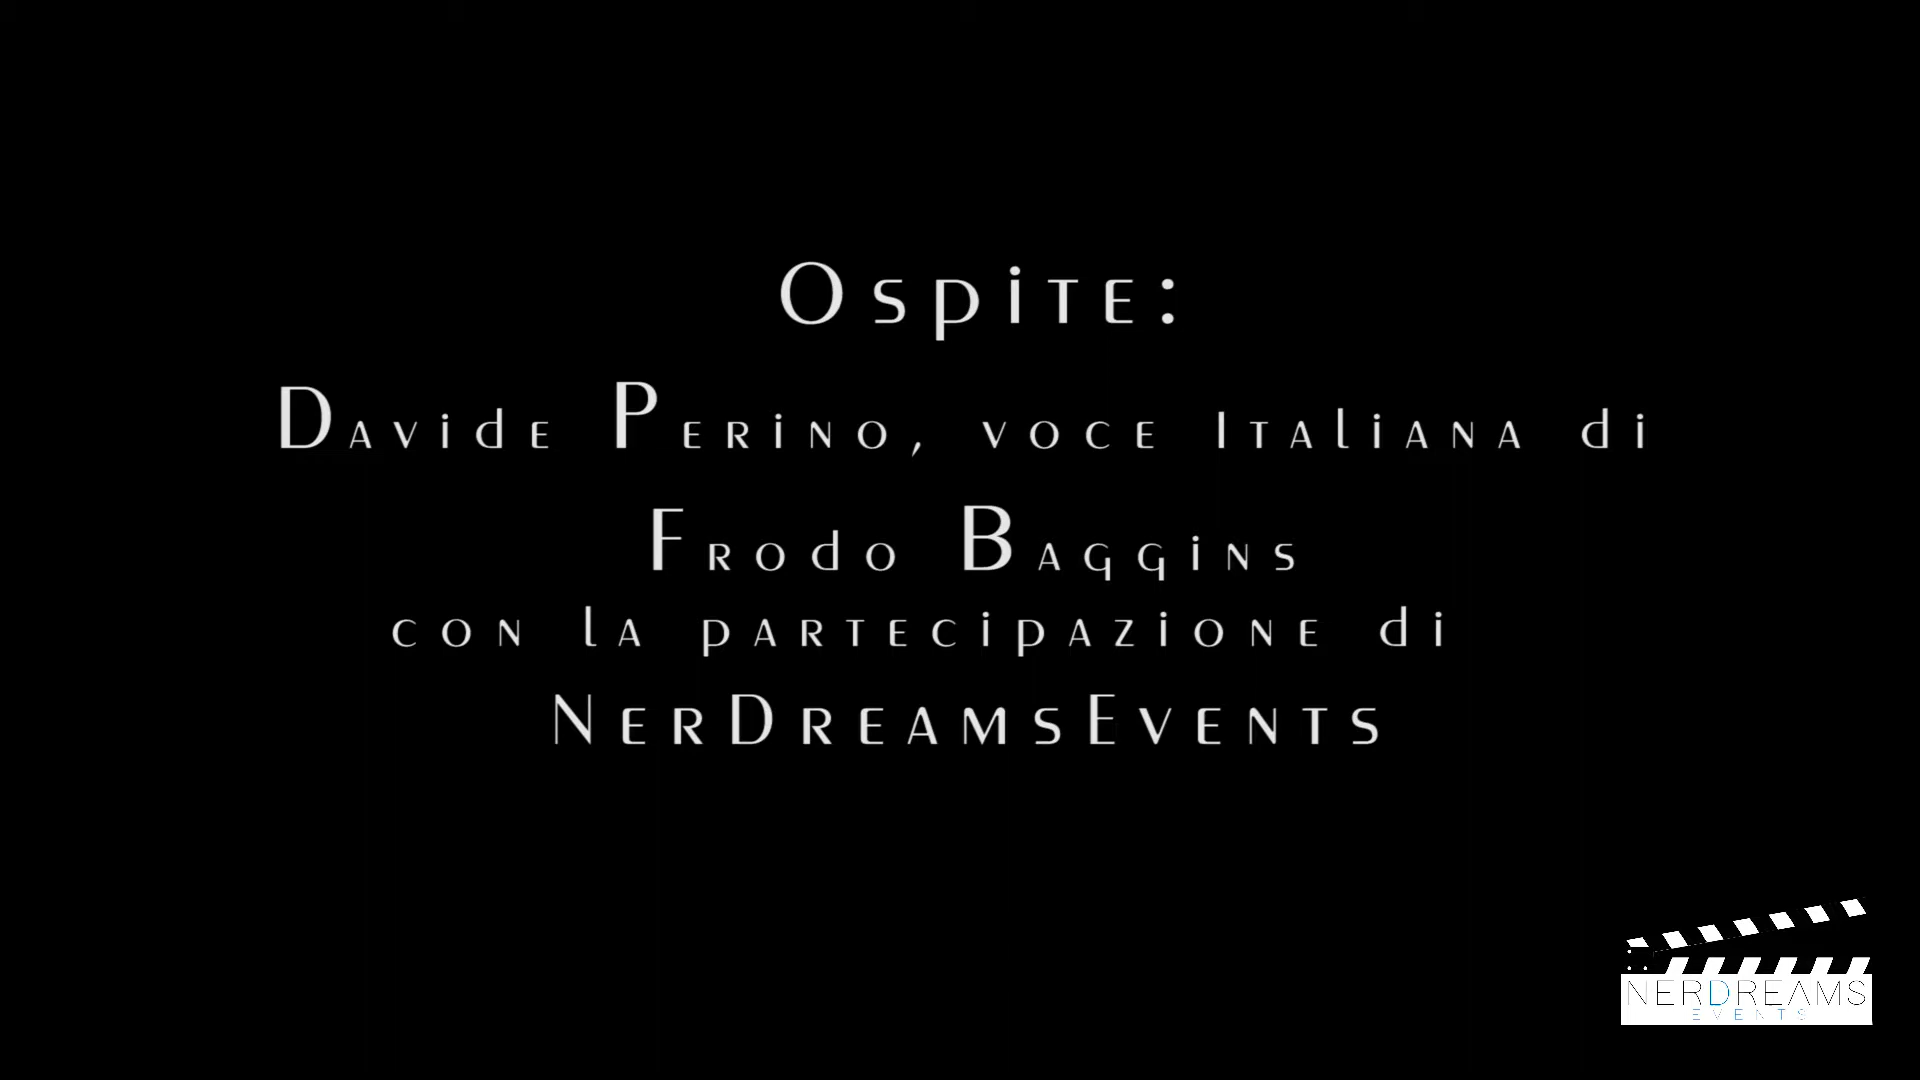 Ospite:
Davide Perino, voce Italiana di
Frodo Baggins
con la partecipazione di
NerDreamsEvents
NERDREAMS
EVENTS